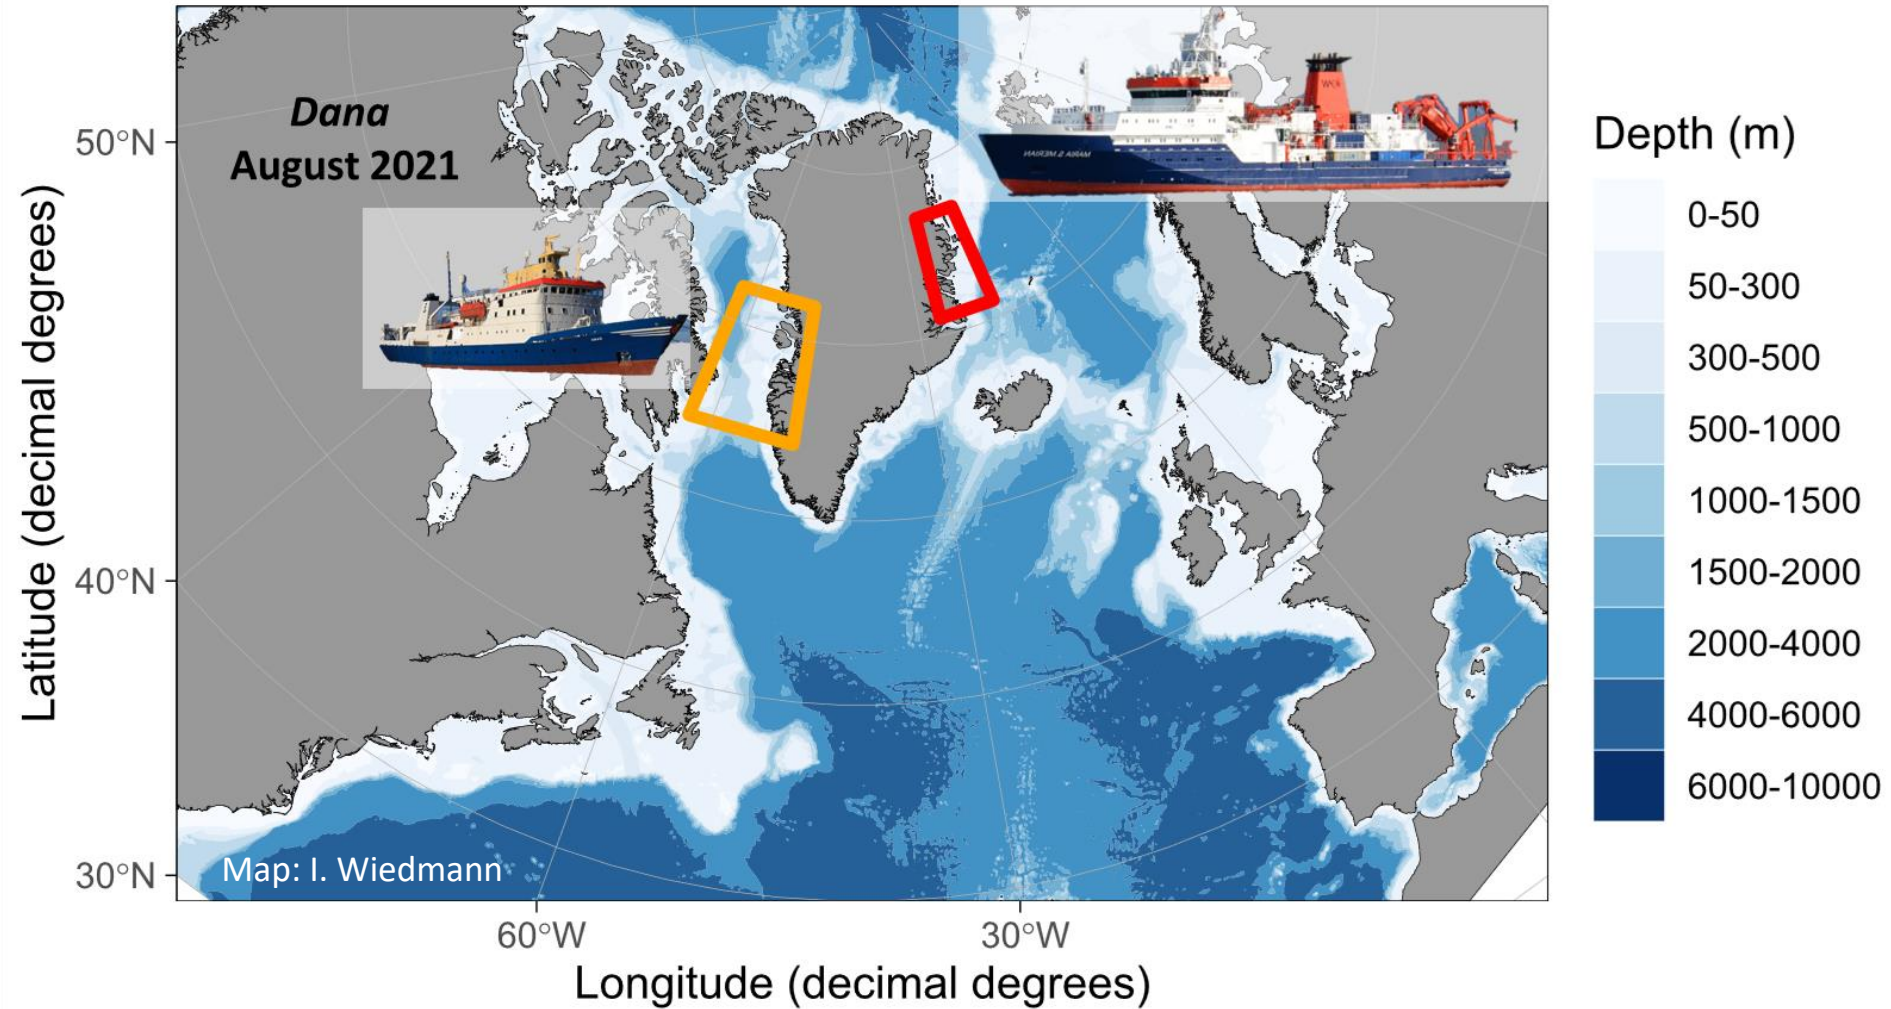 Dana
August 2021
MARIA S. MERIAN
50°N
40°N
30°N
Latitude (decimal degrees)
60°W
30°W
Longitude (decimal degrees)
Map: I. Wiedmann
Depth (m)
0-50
50-300
300-500
500-1000
1000-1500
1500-2000
2000-4000
4000-6000
6000-10000